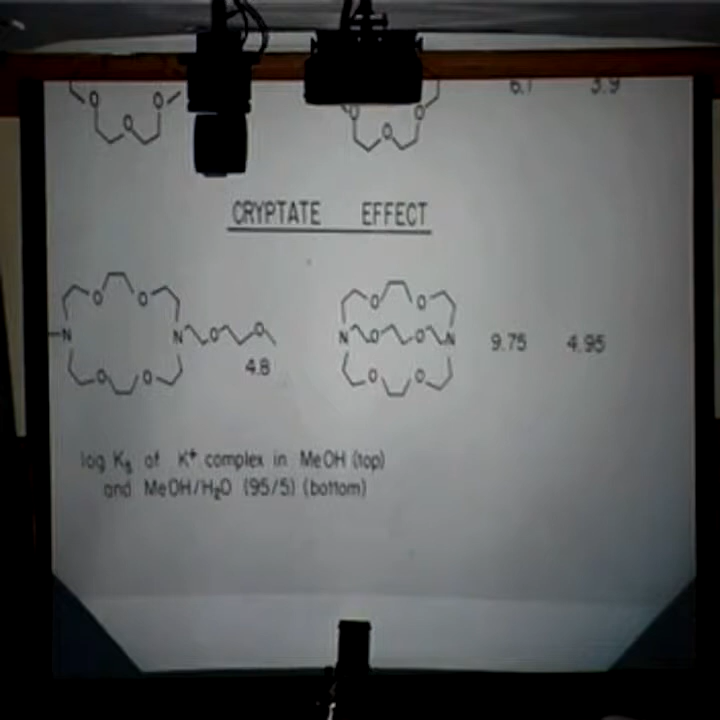 6.1 3.9
CRYPTATE EFFECT
O O O O O O O O
N N O O N O O N 9.75 4.95
4.8
O O O O
log Ks of K+ complex in MeOH (top)
and MeOH/H2O (95/5) (bottom)